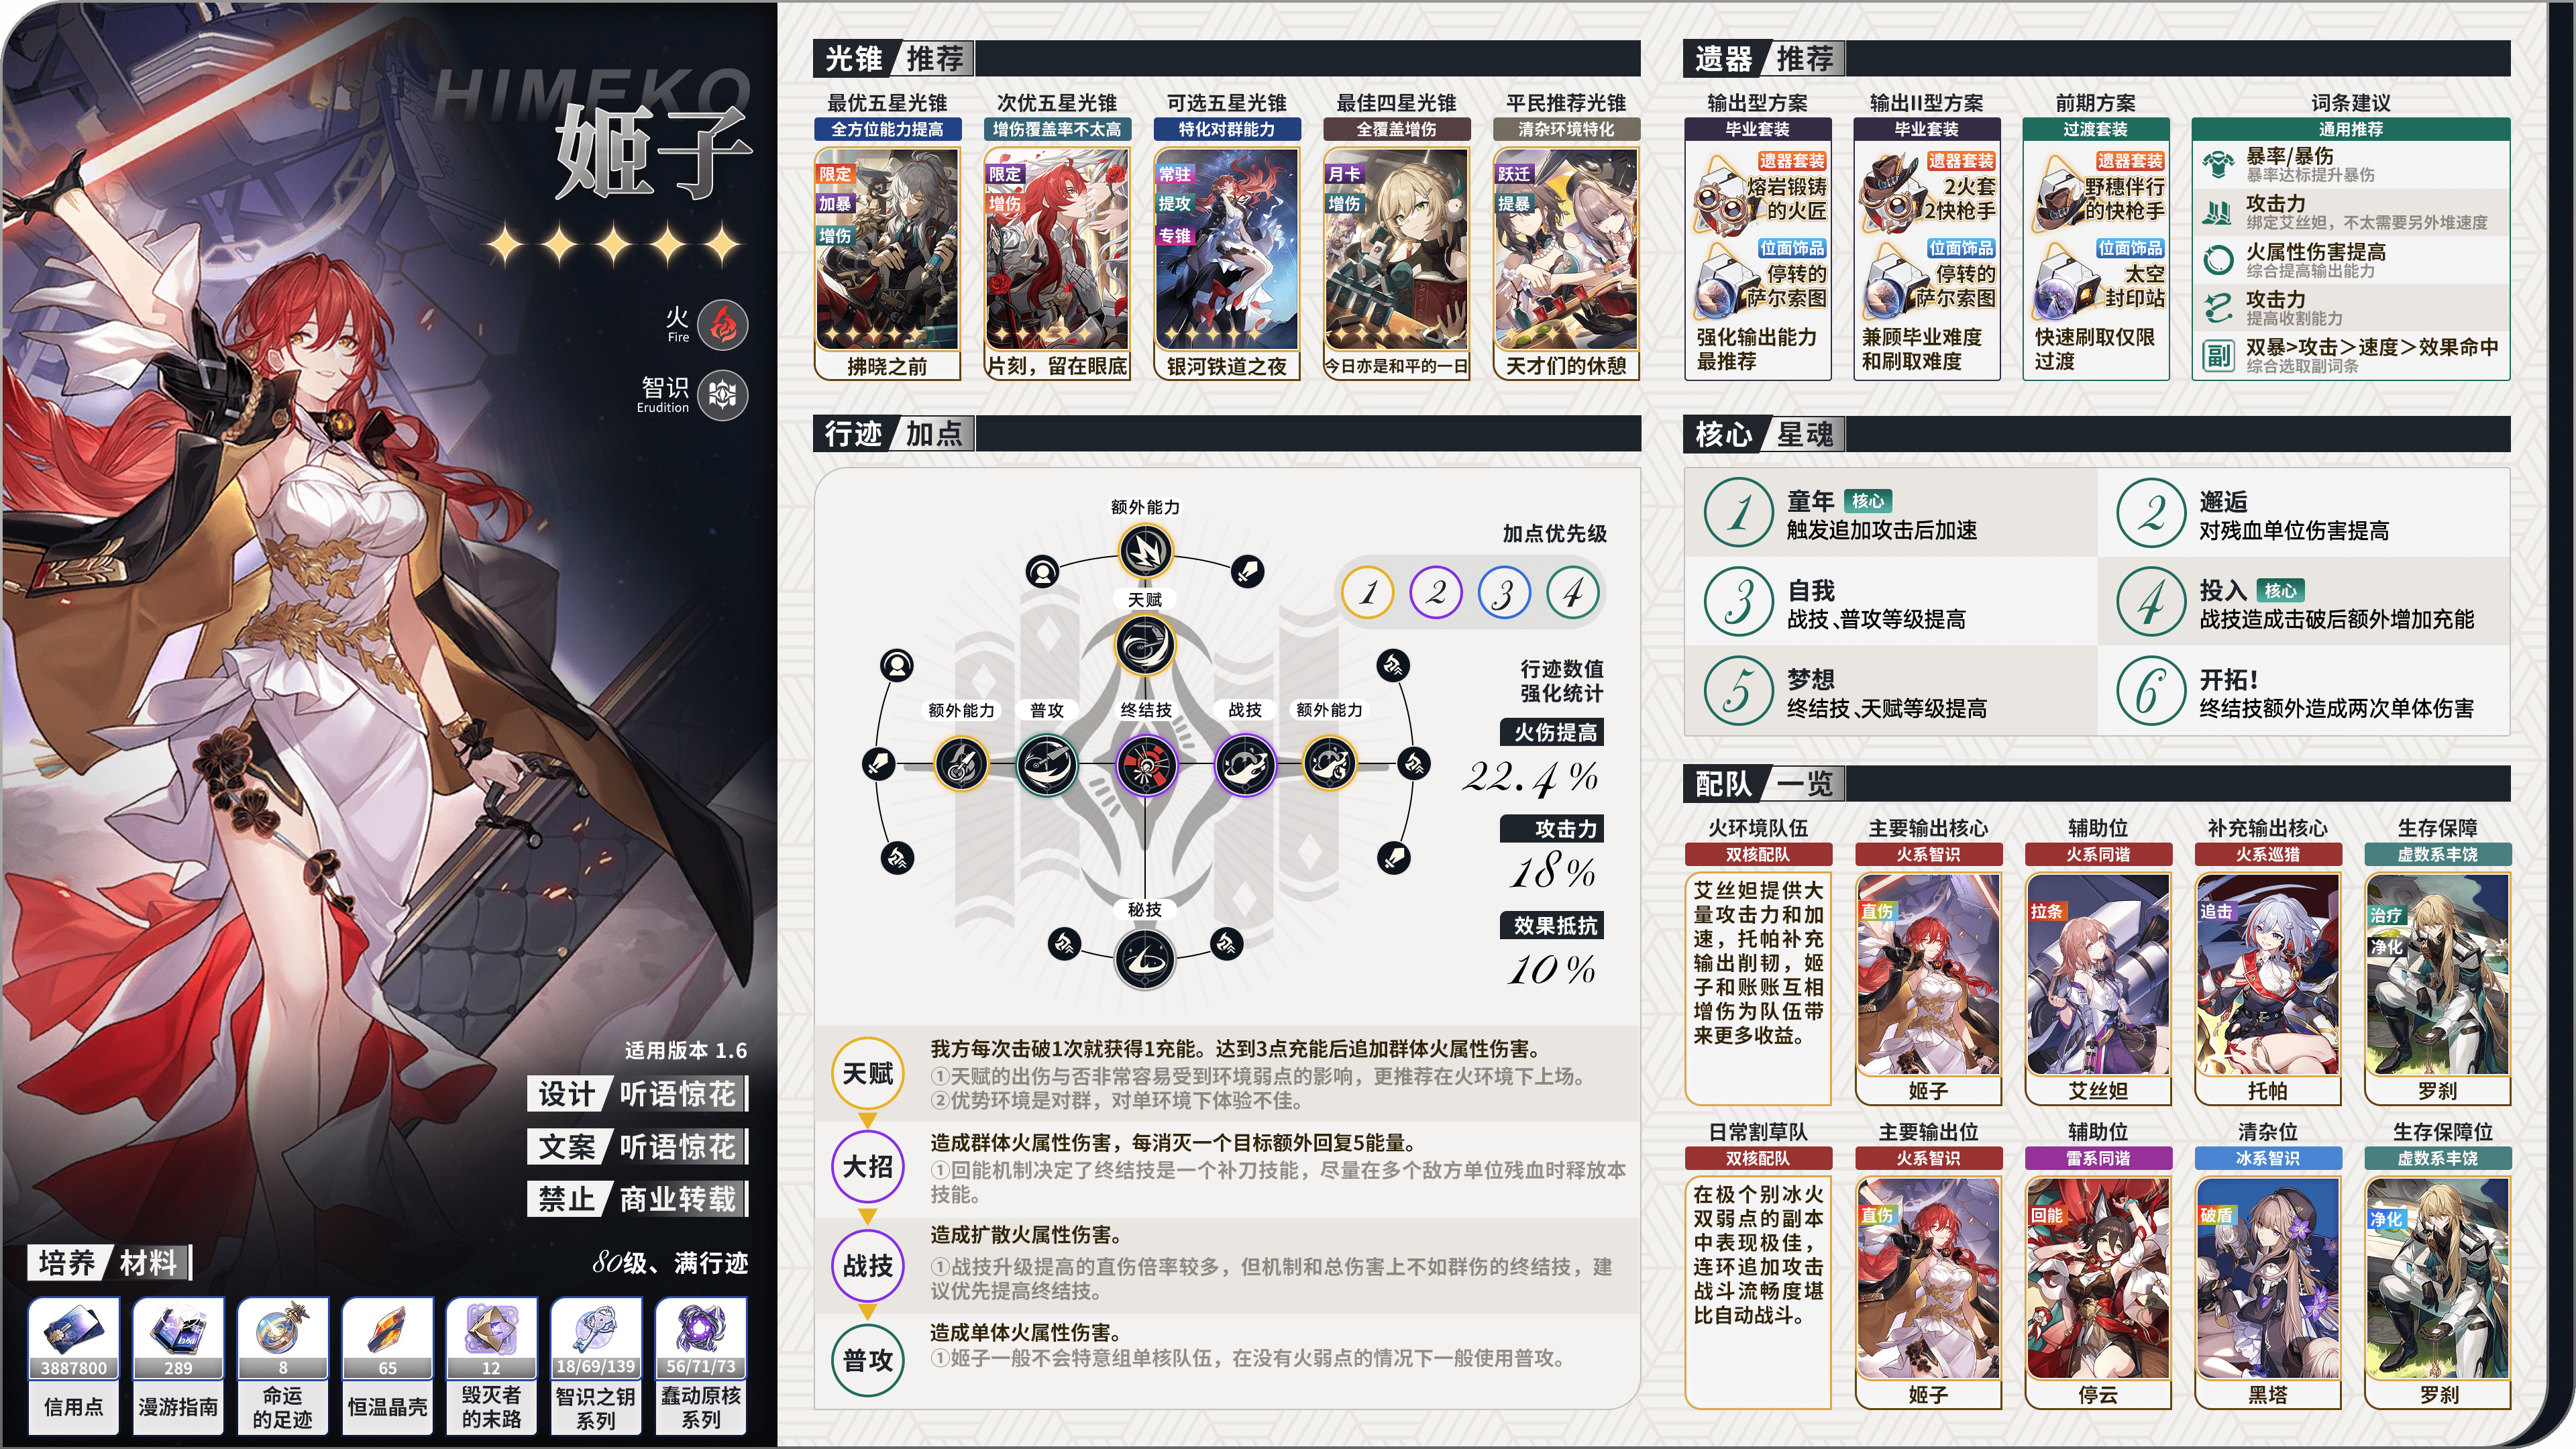 HIMEKO
姬子
火
Fire
智识
Erudition
适用版本 1.6
设计 听语惊花
文案 听语惊花
禁止 商业转载
培养 材料
80级、满行迹
3887800
信用点
289
漫游指南
8
命运
的足迹
65
恒温晶壳
12
毁灭者
的末路
18/69/139
智识之钥
系列
56/71/73
蠢动原核
系列
光锥 推荐
最优五星光锥
全方位能力提高
限定
加暴
增伤
拂晓之前
次优五星光锥
增伤覆盖率不太高
限定
增伤
片刻，留在眼底
可选五星光锥
特化对群能力
常驻
提攻
专锥
银河铁道之夜
最佳四星光锥
全覆盖增伤
月卡
增伤
今日亦是和平的一日
平民推荐光锥
清杂环境特化
跃迁
提暴
天才们的休憩
行迹 加点
额外能力
天赋
额外能力
普攻
终结技
战技
额外能力
秘技
加点优先级
1 2 3 4
行迹数值
强化统计
火伤提高
22.4%
攻击力
18%
效果抵抗
10%
天赋
我方每次击破1次就获得1充能。达到3点充能后追加群体火属性伤害。
①天赋的出伤与否非常容易受到环境弱点的影响，更推荐在火环境下上场。
②优势环境是对群，对单环境下体验不佳。
大招
造成群体火属性伤害，每消灭一个目标额外回复5能量。
①回能机制决定了终结技是一个补刀技能，尽量在多个敌方单位残血时释放本
技能。
战技
造成扩散火属性伤害。
①战技升级提高的直伤倍率较多，但机制和总伤害上不如群伤的终结技，建
议优先提高终结技。
普攻
造成单体火属性伤害。
①姬子一般不会特意组单核队伍，在没有火弱点的情况下一般使用普攻。
遗器 推荐
输出型方案
毕业套装
遗器套装
熔岩锻铸
的火匠
位面饰品
停转的
萨尔索图
强化输出能力
最推荐
输出II型方案
毕业套装
遗器套装
2火套
2快枪手
位面饰品
停转的
萨尔索图
兼顾毕业难度
和刷取难度
前期方案
过渡套装
遗器套装
野穗伴行
的快枪手
位面饰品
太空
封印站
快速刷取仅限
过渡
词条建议
通用推荐
暴率/暴伤
暴率达标提升暴伤
攻击力
绑定艾丝妲，不太需要另外堆速度
火属性伤害提高
综合提高输出能力
攻击力
提高收割能力
副
双暴>攻击＞速度＞效果命中
综合选取副词条
核心 星魂
1
童年 核心
触发追加攻击后加速
2
邂逅
对残血单位伤害提高
3
自我
战技、普攻等级提高
4
投入 核心
战技造成击破后额外增加充能
5
梦想
终结技、天赋等级提高
6
开拓！
终结技额外造成两次单体伤害
配队 一览
火环境队伍
双核配队
艾丝妲提供大
量攻击力和加
速，托帕补充
输出削韧，姬
子和账账互相
增伤为队伍带
来更多收益。
主要输出核心
火系智识
直伤
姬子
辅助位
火系同谐
拉条
艾丝妲
补充输出核心
火系巡猎
追击
托帕
生存保障
虚数系丰饶
治疗
净化
罗刹
日常割草队
双核配队
在极个别冰火
双弱点的副本
中表现极佳，
连环追加攻击
战斗流畅度堪
比自动战斗。
主要输出位
火系智识
直伤
姬子
辅助位
雷系同谐
回能
停云
清杂位
冰系智识
破盾
黑塔
生存保障位
虚数系丰饶
净化
罗刹